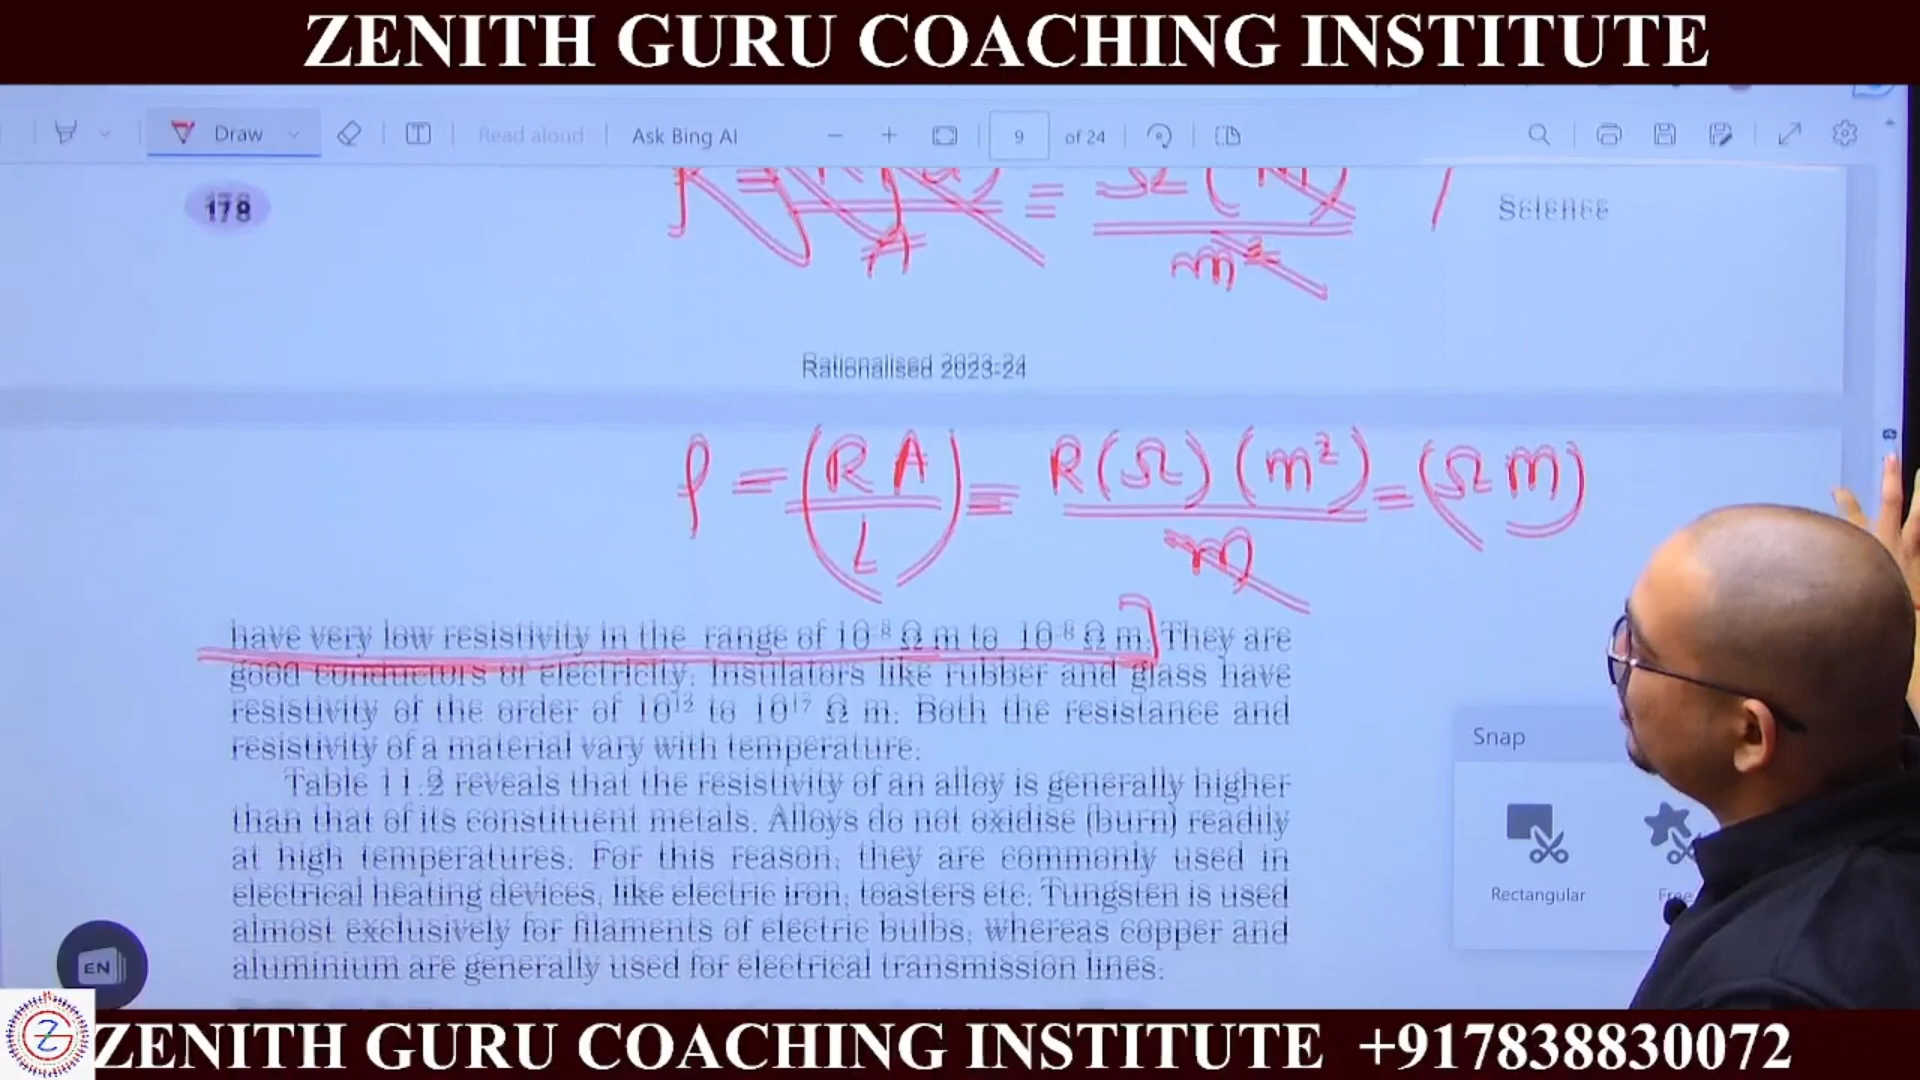 ZENITH GURU COACHING INSTITUTE
Draw
Read aloud
Ask Bing AI
9
of 24
178
m²
Science
Rationalised 2023-24
ρ = (R A / L) = R(Ω) (m²) / m = (Ω m)
have very low resistivity in the range of 10⁻⁸ Ω m to 10⁻⁶ Ω m. They are
good conductors of electricity. Insulators like rubber and glass have
resistivity of the order of 10¹² to 10¹⁷ Ω m. Both the resistance and
resistivity of a material vary with temperature.
Table 11.2 reveals that the resistivity of an alloy is generally higher
than that of its constituent metals. Alloys do not oxidise (burn) readily
at high temperatures. For this reason, they are commonly used in
electrical heating devices, like electric iron, toasters etc. Tungsten is used
almost exclusively for filaments of electric bulbs, whereas copper and
aluminium are generally used for electrical transmission lines.
Snap
Rectangular
EN
ZENITH GURU COACHING INSTITUTE +917838830072